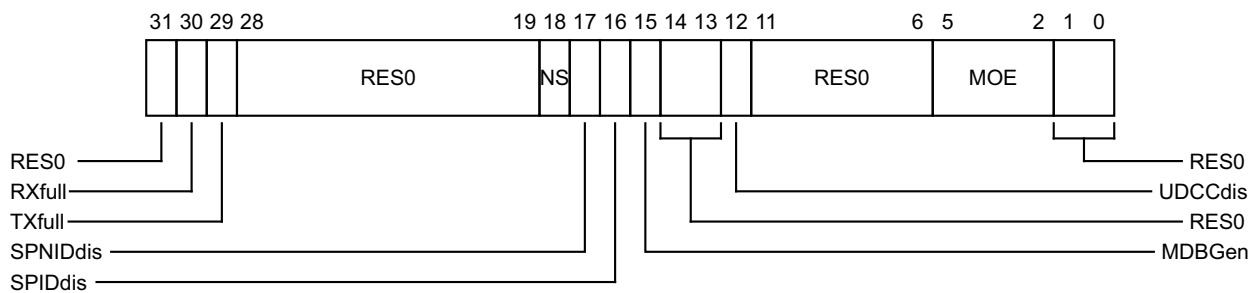 31 30 29 28 19 18 17 16 15 14 13 12 11 6 5 2 1 0
RES0 NS RES0 MOE
RES0 RES0
RXfull UDCCdis
TXfull RES0
SPNIDdis MDBGen
SPIDdis